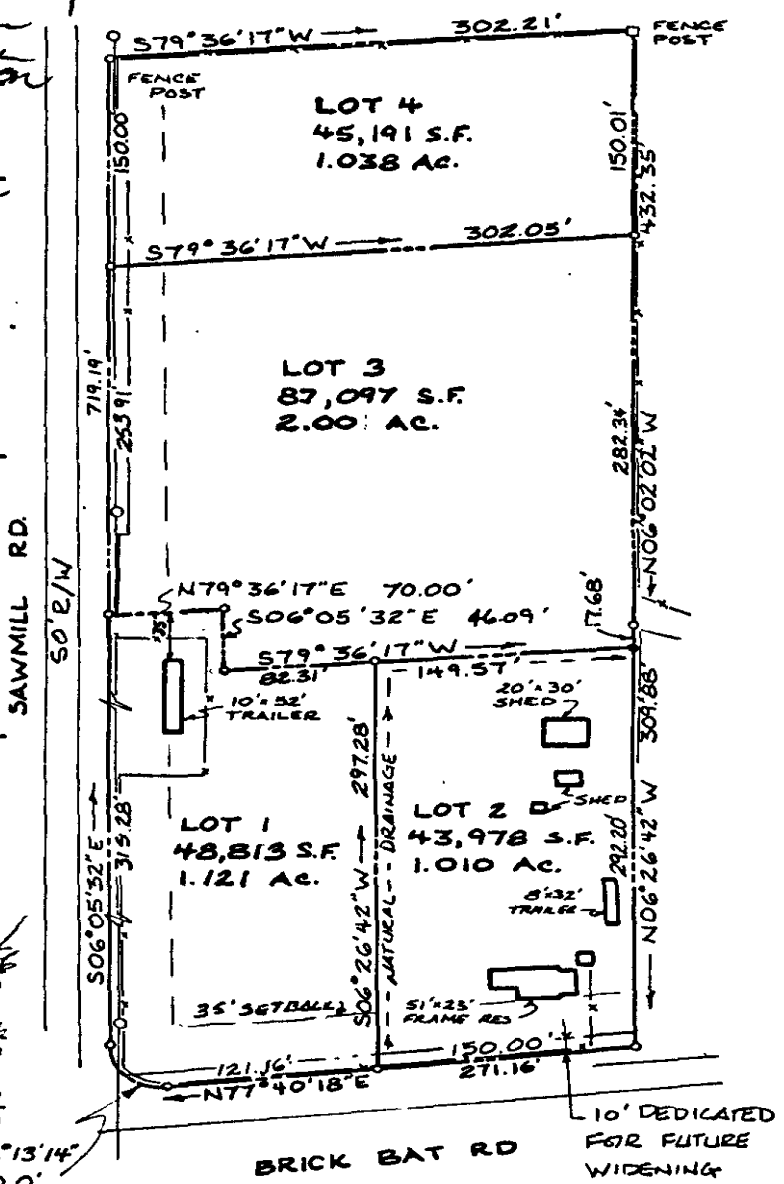 S79°36'17"W
302.21'
FENCE
POST
FENCE
POST
LOT 4
45,191 S.F.
1.038 AC.
150.00'
150.01'
432.35'
S79°36'17"W
302.05'
LOT 3
87,097 S.F.
2.00 AC.
719.19'
253.91'
282.34'
N06°02'02"W
SAWMILL RD.
50' R/W
N79°36'17"E 70.00'
S06°05'32"E 46.09'
17.68'
35'
S79°36'17"W
82.31'
149.57'
10'x52'
TRAILER
20'x30'
SHED
309.88'
297.28'
NATURAL DRAINAGE
SHED
LOT 1
48,813 S.F.
1.121 AC.
LOT 2
43,978 S.F.
1.010 AC.
292.20'
N06°26'42"W
S06°05'32"E
315.28'
S06°26'42"W
8'x32'
TRAILER
35' SETBACK
51'x23'
FRAME RES
121.16'
150.00'
N77°40'18"E
271.16'
10' DEDICATED
FOR FUTURE
WIDENING
BRICK BAT RD
°13'14"